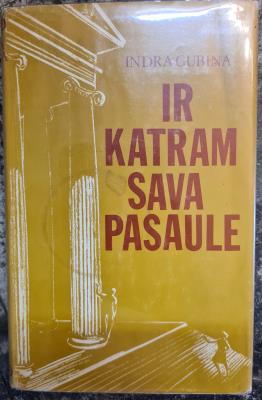 INDRA GUBIŅA
IR
KATRAM
SAVA
PASAULE